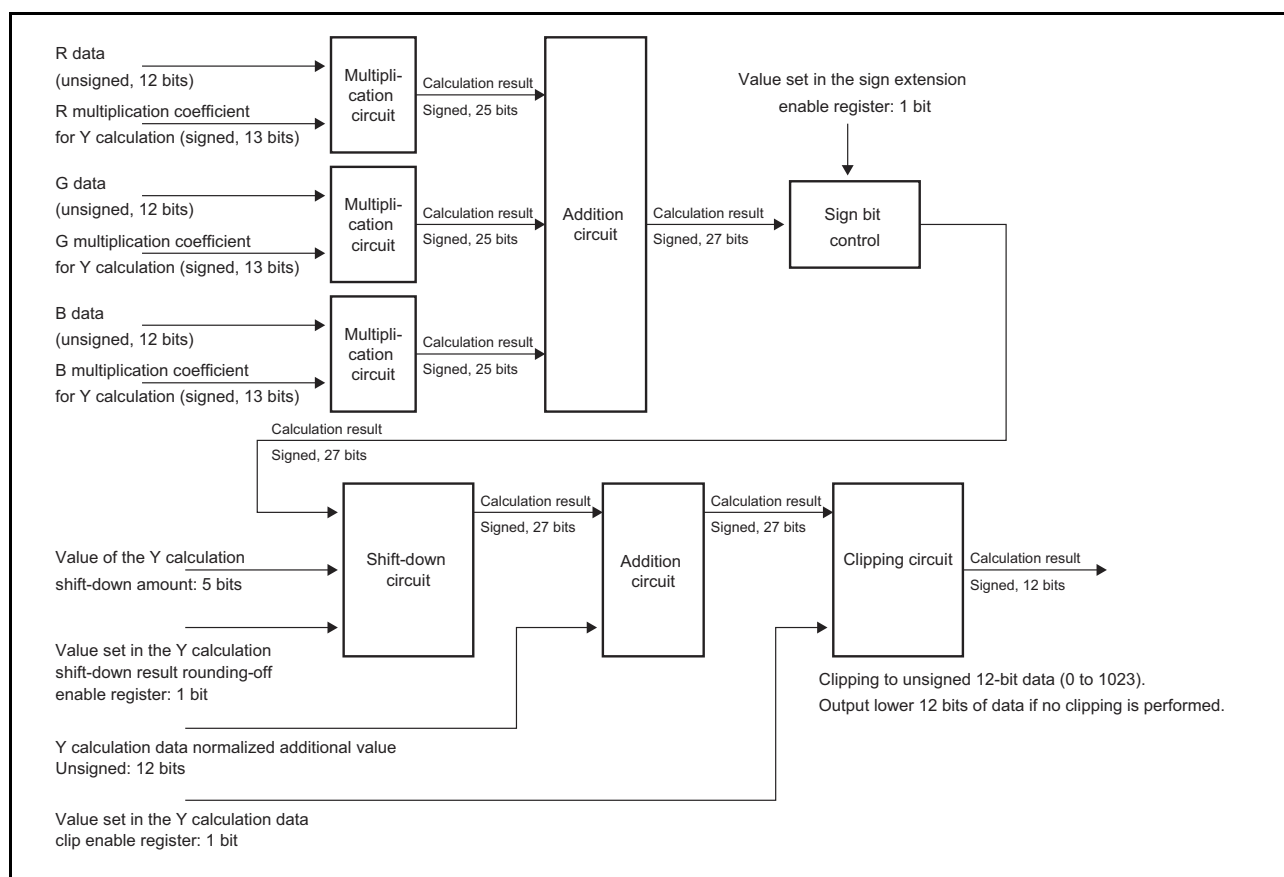 R data
(unsigned, 12 bits)
R multiplication coefficient
for Y calculation (signed, 13 bits)
Multipli-
cation
circuit
Calculation result
Signed, 25 bits
G data
(unsigned, 12 bits)
G multiplication coefficient
for Y calculation (signed, 13 bits)
Multipli-
cation
circuit
Calculation result
Signed, 25 bits
B data
(unsigned, 12 bits)
B multiplication coefficient
for Y calculation (signed, 13 bits)
Multipli-
cation
circuit
Calculation result
Signed, 25 bits
Addition
circuit
Calculation result
Signed, 27 bits
Value set in the sign extension
enable register: 1 bit
Sign bit
control
Calculation result
Signed, 27 bits
Value of the Y calculation
shift-down amount: 5 bits
Value set in the Y calculation
shift-down result rounding-off
enable register: 1 bit
Shift-down
circuit
Calculation result
Signed, 27 bits
Y calculation data normalized additional value
Unsigned: 12 bits
Addition
circuit
Calculation result
Signed, 27 bits
Value set in the Y calculation data
clip enable register: 1 bit
Clipping circuit
Calculation result
Signed, 12 bits
Clipping to unsigned 12-bit data (0 to 1023).
Output lower 12 bits of data if no clipping is performed.